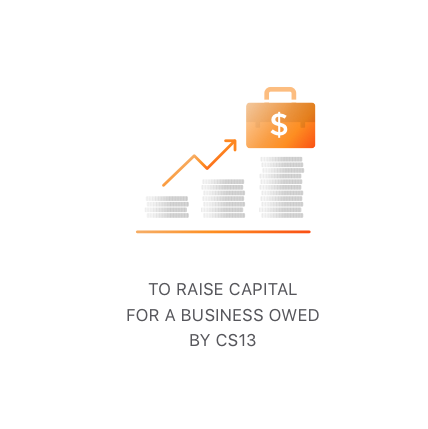 $
TO RAISE CAPITAL
FOR A BUSINESS OWED
BY CS13